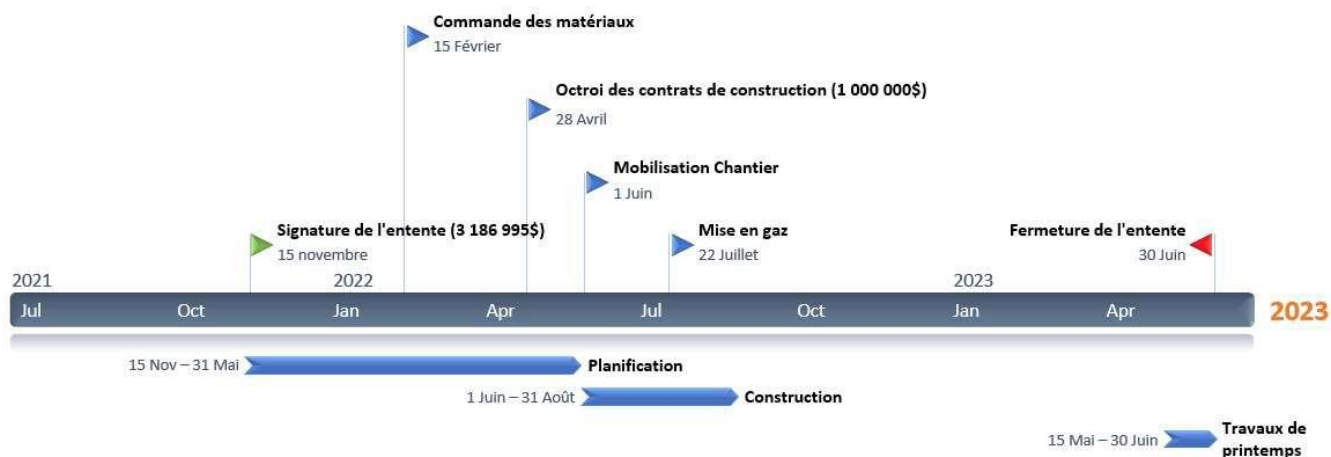 Commande des matériaux
15 Février
Octroi des contrats de construction (1 000 000$)
28 Avril
Mobilisation Chantier
1 Juin
Signature de l'entente (3 186 995$)
15 novembre
Mise en gaz
22 Juillet
Fermeture de l'entente
30 Juin
2021 2022 2023
Jul Oct Jan Apr Jul Oct Jan Apr 2023
15 Nov – 31 Mai Planification
1 Juin – 31 Août Construction
15 Mai – 30 Juin Travaux de
printemps